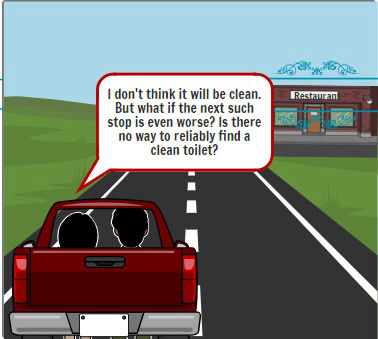 I don't think it will be clean.
But what if the next such
stop is even worse? Is there
no way to reliably find a
clean toilet?
Restauran